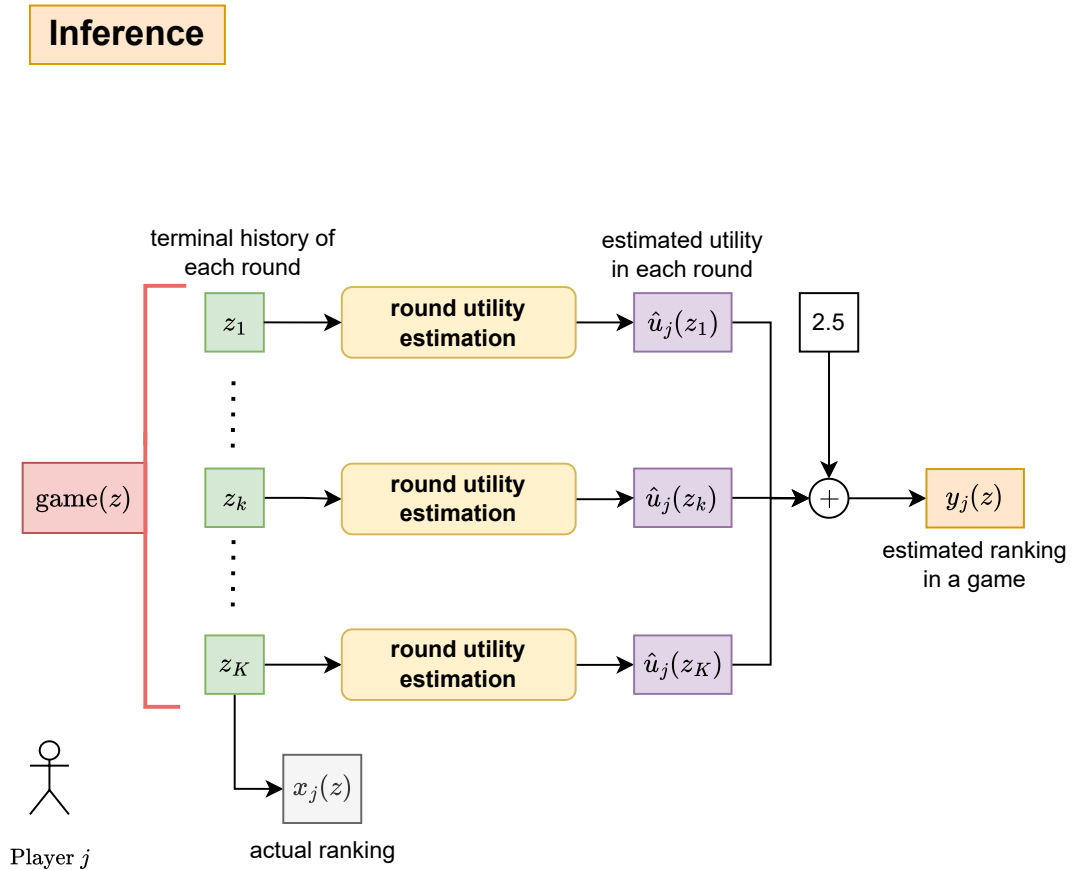 Inference
terminal history of
each round
estimated utility
in each round
z_1
round utility
estimation
û_j(z_1)
2.5
game(z)
z_k
round utility
estimation
û_j(z_k)
+
y_j(z)
estimated ranking
in a game
z_K
round utility
estimation
û_j(z_K)
x_j(z)
actual ranking
Player j